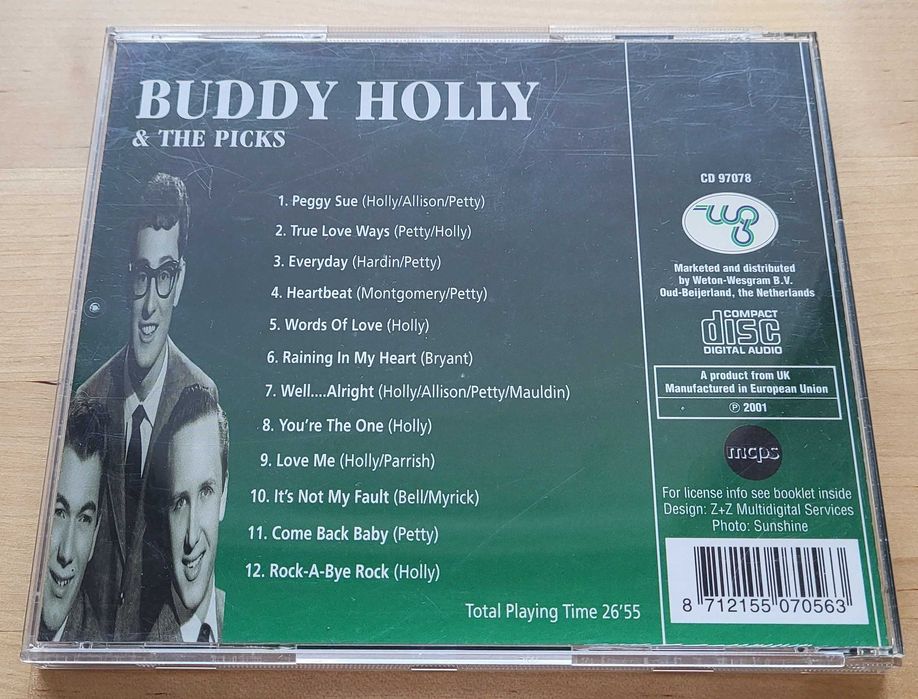 BUDDY HOLLY
& THE PICKS
1. Peggy Sue (Holly/Allison/Petty)
2. True Love Ways (Petty/Holly)
3. Everyday (Hardin/Petty)
4. Heartbeat (Montgomery/Petty)
5. Words Of Love (Holly)
6. Raining In My Heart (Bryant)
7. Well....Alright (Holly/Allison/Petty/Mauldin)
8. You're The One (Holly)
9. Love Me (Holly/Parrish)
10. It's Not My Fault (Bell/Myrick)
11. Come Back Baby (Petty)
12. Rock-A-Bye Rock (Holly)
Total Playing Time 26'55
CD 97078
Marketed and distributed
by Weton-Wesgram B.V.
Oud-Beijerland, the Netherlands
COMPACT
disc
DIGITAL AUDIO
A product from UK
Manufactured in European Union
℗ 2001
mcps
For license info see booklet inside
Design: Z+Z Multidigital Services
Photo: Sunshine
8 712155 070563